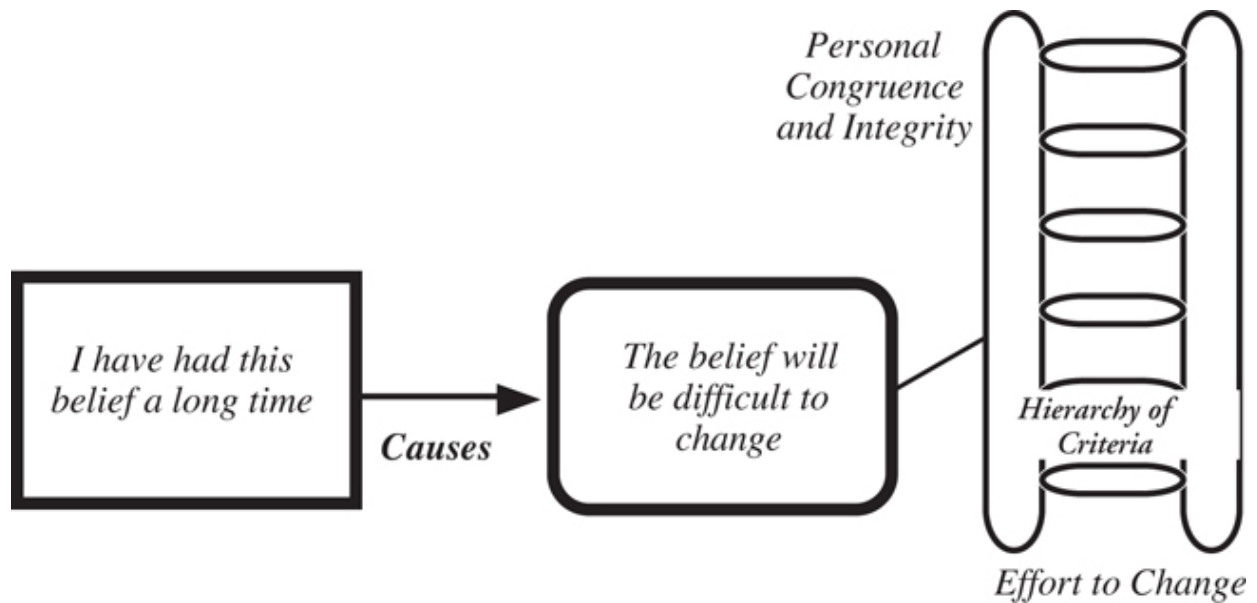 Personal
Congruence
and Integrity
I have had this
belief a long time
Causes
The belief will
be difficult to
change
Hierarchy of
Criteria
Effort to Change